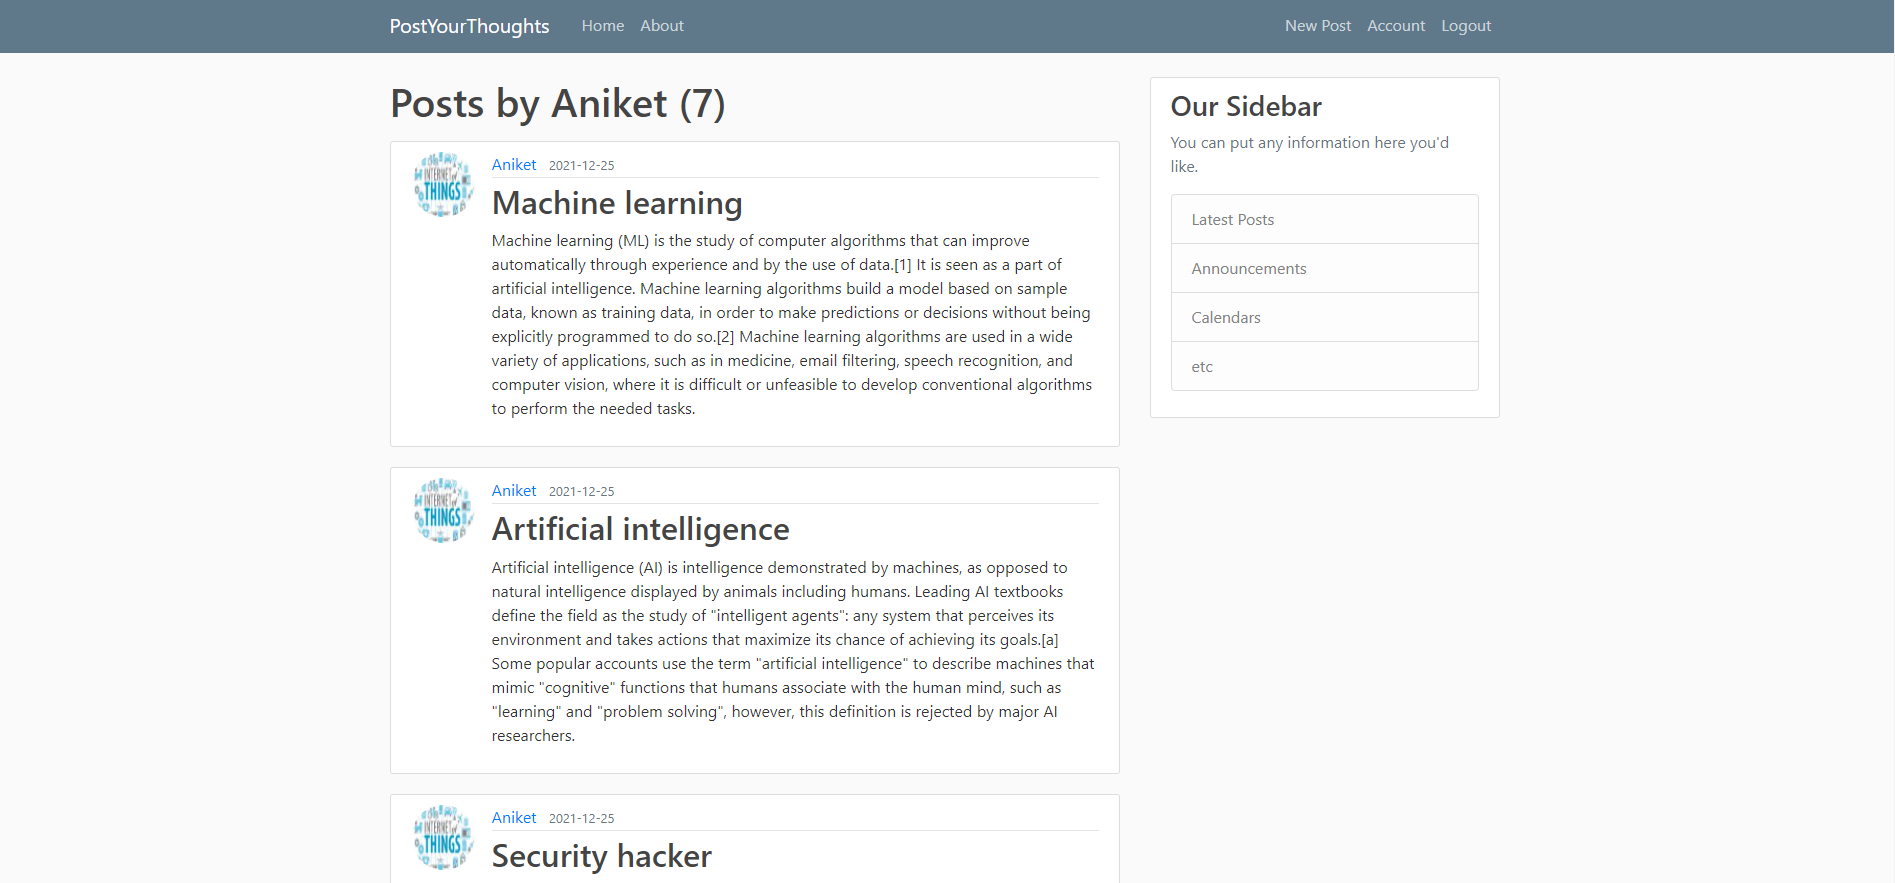 PostYourThoughts Home About New Post Account Logout
Posts by Aniket (7)
INTERNET of
THINGS
Aniket 2021-12-25
Machine learning
Machine learning (ML) is the study of computer algorithms that can improve
automatically through experience and by the use of data.[1] It is seen as a part of
artificial intelligence. Machine learning algorithms build a model based on sample
data, known as training data, in order to make predictions or decisions without being
explicitly programmed to do so.[2] Machine learning algorithms are used in a wide
variety of applications, such as in medicine, email filtering, speech recognition, and
computer vision, where it is difficult or unfeasible to develop conventional algorithms
to perform the needed tasks.
INTERNET of
THINGS
Aniket 2021-12-25
Artificial intelligence
Artificial intelligence (AI) is intelligence demonstrated by machines, as opposed to
natural intelligence displayed by animals including humans. Leading AI textbooks
define the field as the study of "intelligent agents": any system that perceives its
environment and takes actions that maximize its chance of achieving its goals.[a]
Some popular accounts use the term "artificial intelligence" to describe machines that
mimic "cognitive" functions that humans associate with the human mind, such as
"learning" and "problem solving", however, this definition is rejected by major AI
researchers.
INTERNET of
THINGS
Aniket 2021-12-25
Security hacker
Our Sidebar
You can put any information here you'd
like.
Latest Posts
Announcements
Calendars
etc